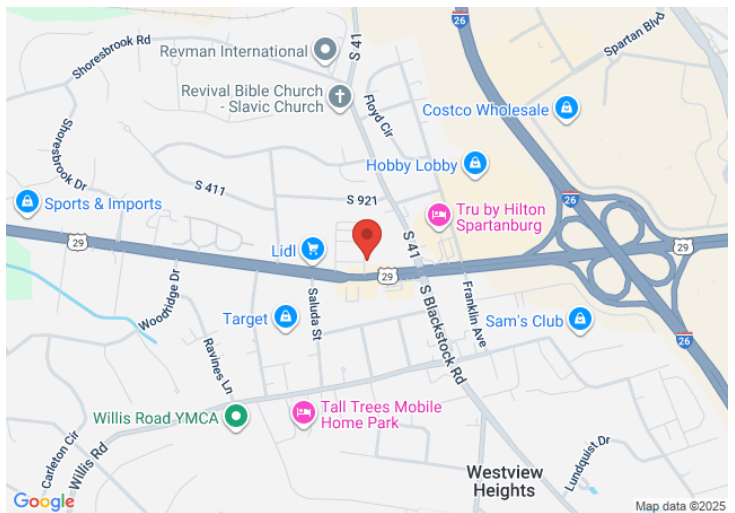 26
Spartan Blvd
Shoresbrook Rd
Revman International
S 41
Revival Bible Church
- Slavic Church
Floyd Cir
Costco Wholesale
Shoresbrook Dr
Hobby Lobby
S 411
S 921
26
Sports & Imports
Tru by Hilton
Spartanburg
S 41
29
Lidl
29
29
Saluda St
S Blackstock Rd
Franklin Ave
Woodridge Dr
Target
Sam's Club
26
Ravines Ln
Willis Road YMCA
Tall Trees Mobile
Home Park
Carleton Cir
Willis Rd
Lundquist Dr
Westview
Heights
Google
Map data ©2025